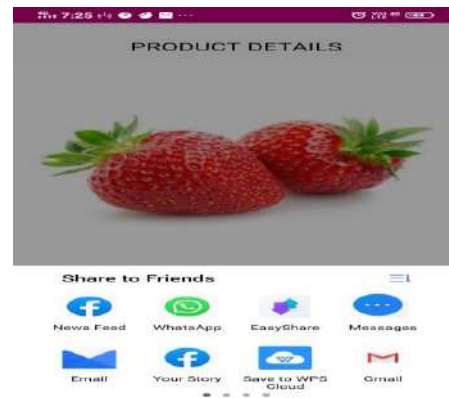 7:25
PRODUCT DETAILS
Share to Friends
News Feed WhatsApp EasyShare Messages
Email Your Story Save to WPS Cloud Gmail